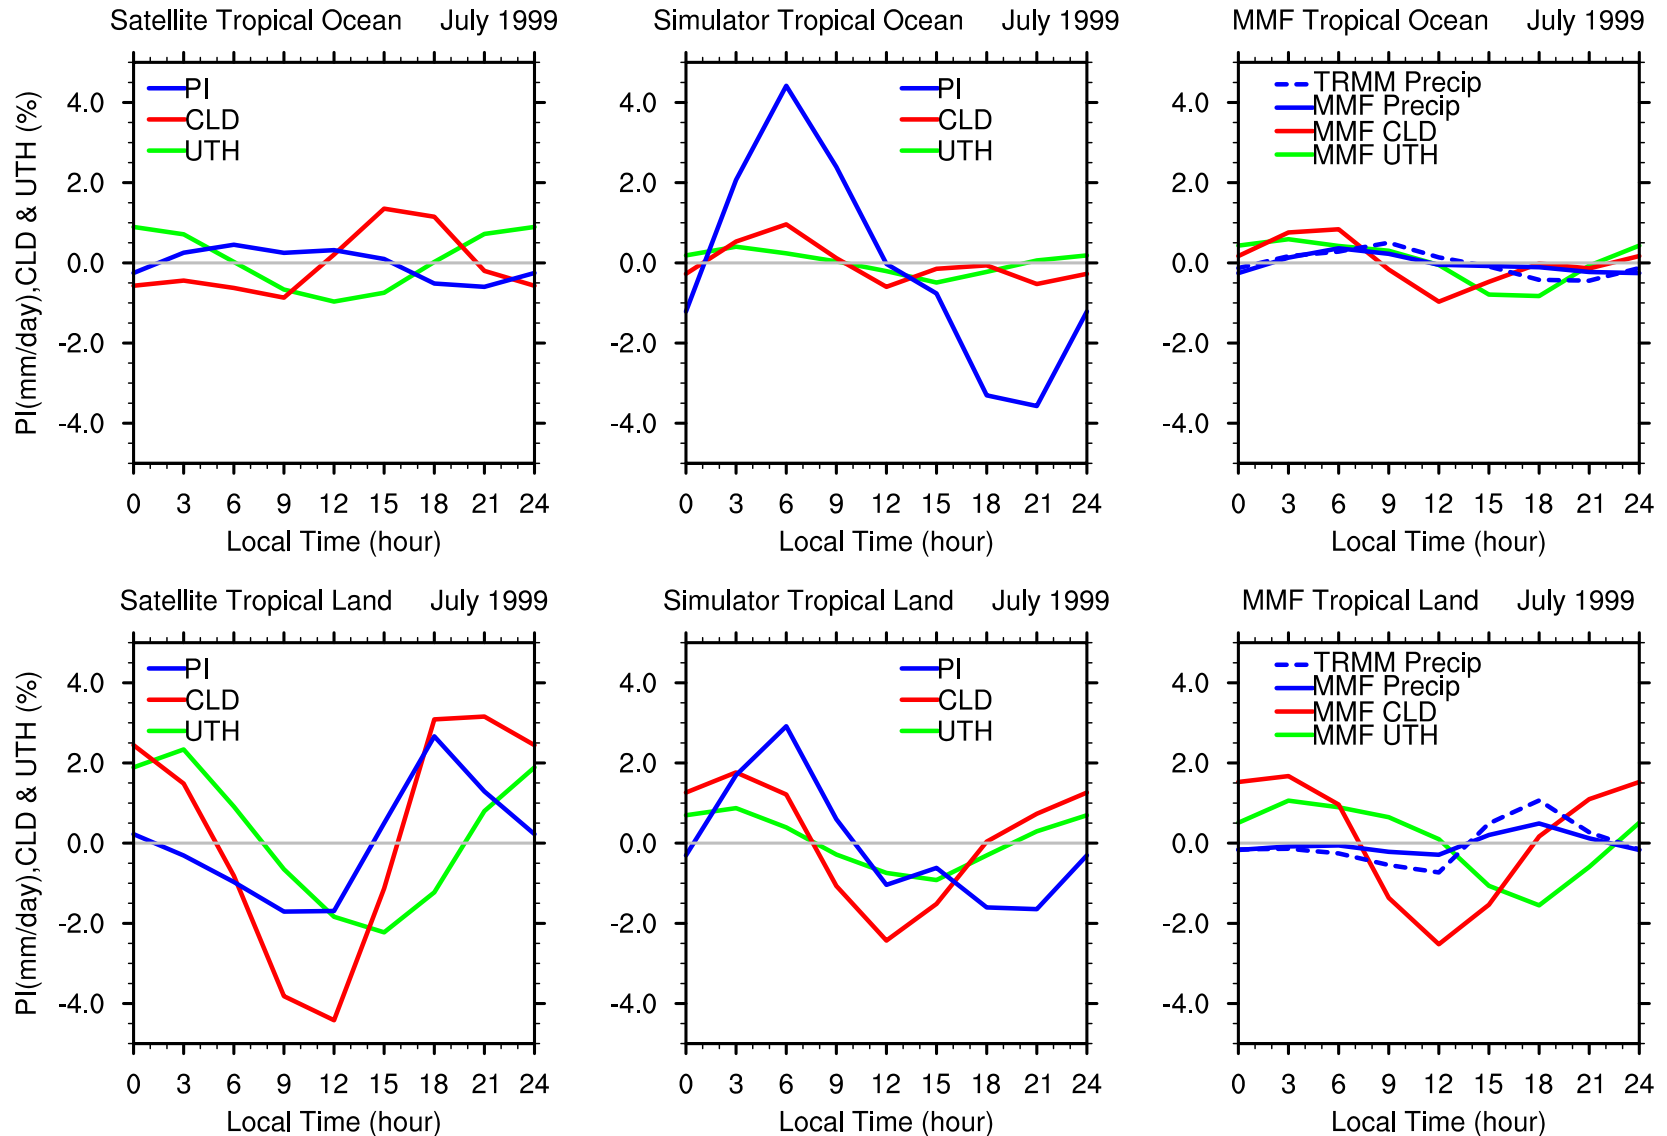 Satellite Tropical Ocean July 1999
PI
CLD
UTH
4.0
2.0
0.0
-2.0
-4.0
PI(mm/day),CLD & UTH (%)
0 3 6 9 12 15 18 21 24
Local Time (hour)
Simulator Tropical Ocean July 1999
PI
CLD
UTH
4.0
2.0
0.0
-2.0
-4.0
0 3 6 9 12 15 18 21 24
Local Time (hour)
MMF Tropical Ocean July 1999
TRMM Precip
MMF Precip
MMF CLD
MMF UTH
4.0
2.0
0.0
-2.0
-4.0
0 3 6 9 12 15 18 21 24
Local Time (hour)
Satellite Tropical Land July 1999
PI
CLD
UTH
4.0
2.0
0.0
-2.0
-4.0
PI(mm/day),CLD & UTH (%)
0 3 6 9 12 15 18 21 24
Local Time (hour)
Simulator Tropical Land July 1999
PI
CLD
UTH
4.0
2.0
0.0
-2.0
-4.0
0 3 6 9 12 15 18 21 24
Local Time (hour)
MMF Tropical Land July 1999
TRMM Precip
MMF Precip
MMF CLD
MMF UTH
4.0
2.0
0.0
-2.0
-4.0
0 3 6 9 12 15 18 21 24
Local Time (hour)